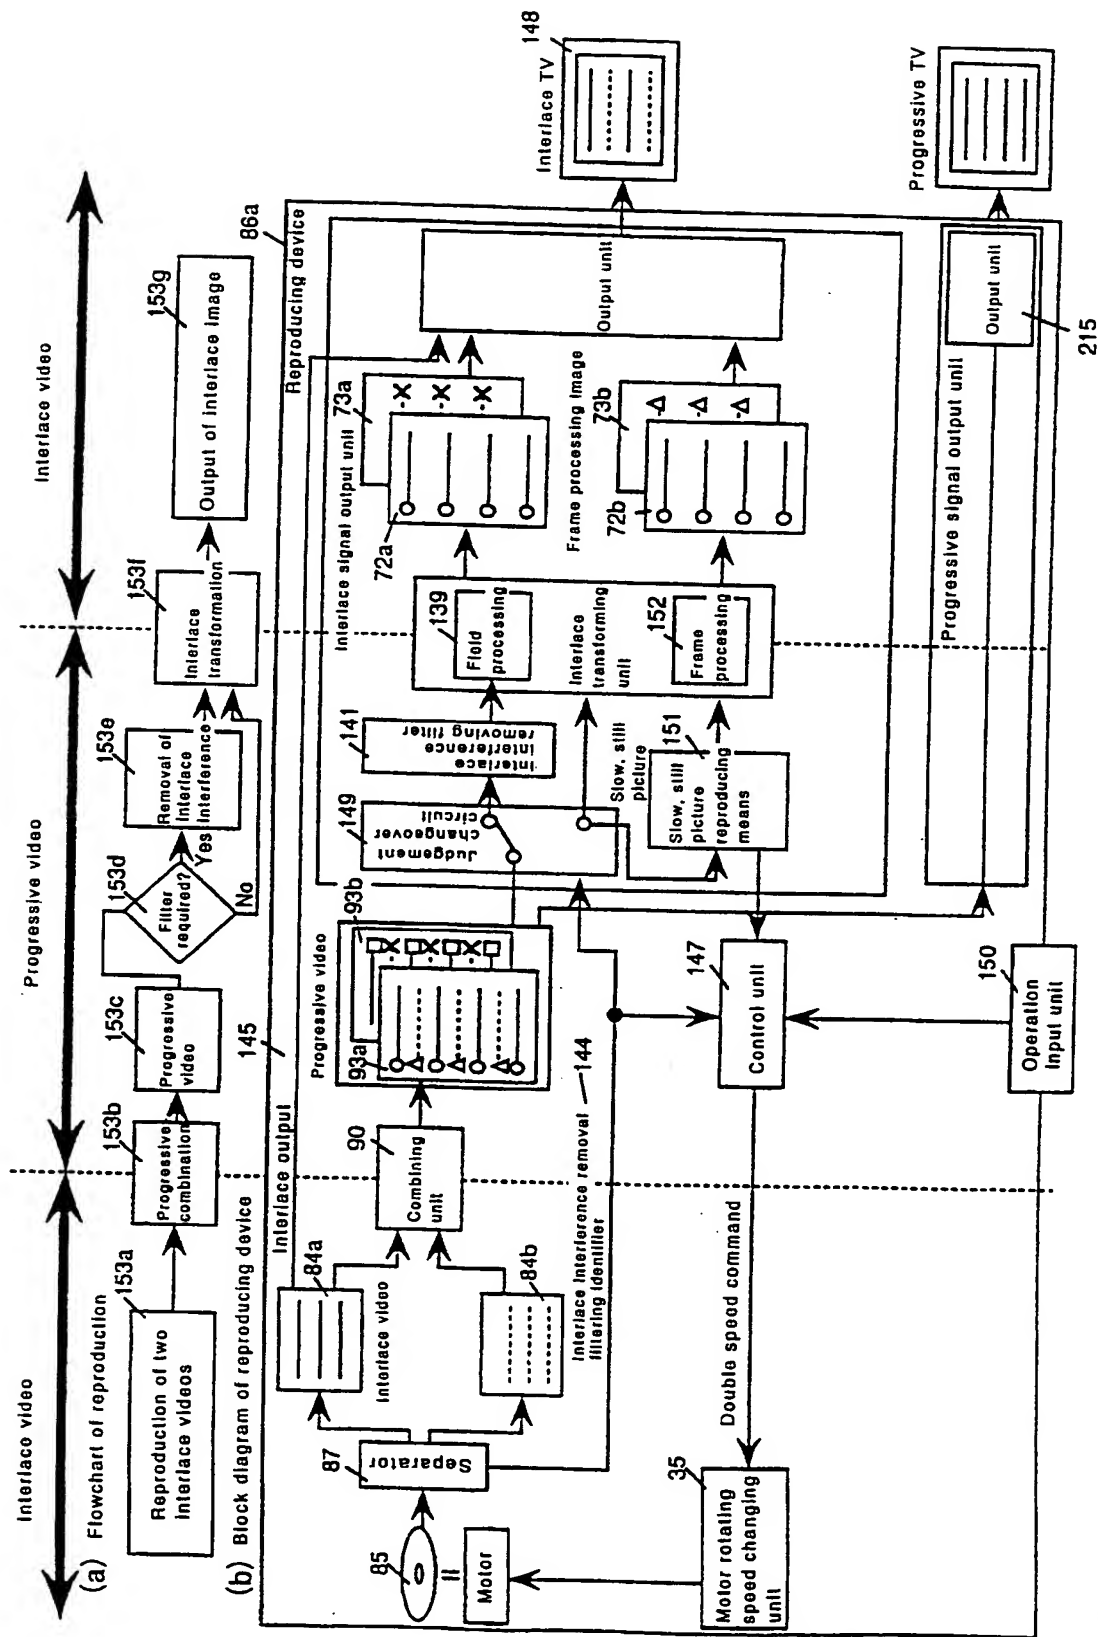 Interlace video
Progressive video
Interlace video
(a) Flowchart of reproduction
153a
Reproduction of two
interlace videos
153b
Progressive
combination
153c
Progressive
video
153d
Filter
required?
Yes
No
153e
Removal of
Interlace
Interference
153f
Interlace
transformation
153g
Output of interlace image
(b) Block diagram of reproducing device
145
Interlace output
86a
Reproducing device
85
Motor
87
Separator
84a
Interlace video
84b
90
Combining
unit
Progressive video
93a
93b
Interlace Interference removal
filtering identifier
144
149
Judgement
changeover
circuit
141
interlace
interference
removing filter
Slow, still
picture
151
Slow, still
picture
reproducing
means
Interlace signal output unit
139
Field
processing
Interlace
transforming
unit
152
Frame
processing
72a
73a
Frame processing image
72b
73b
Output unit
Interlace TV
148
Progressive TV
Progressive signal output unit
Output unit
215
147
Control unit
150
Operation
Input unit
Double speed command
35
Motor rotating
speed changing
unit